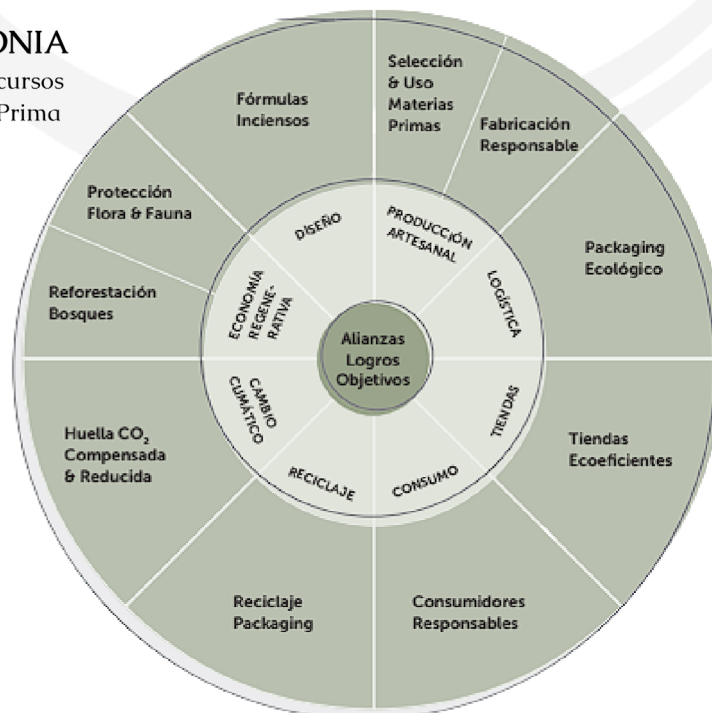 ONIA
cursos
Prima
Fórmulas
Inciensos
Selección
& Uso
Materias
Primas
Fabricación
Responsable
Protección
Flora & Fauna
Packaging
Ecológico
Reforestación
Bosques
DISEÑO
PRODUCCIÓN
ARTESANAL
LOGÍSTICA
ECONOMÍA
REGENE-
RATIVA
Alianzas
Logros
Objetivos
CAMBIO
CLIMÁTICO
TIENDAS
RECICLAJE
CONSUMO
Huella CO₂
Compensada
& Reducida
Tiendas
Ecoeficientes
Reciclaje
Packaging
Consumidores
Responsables